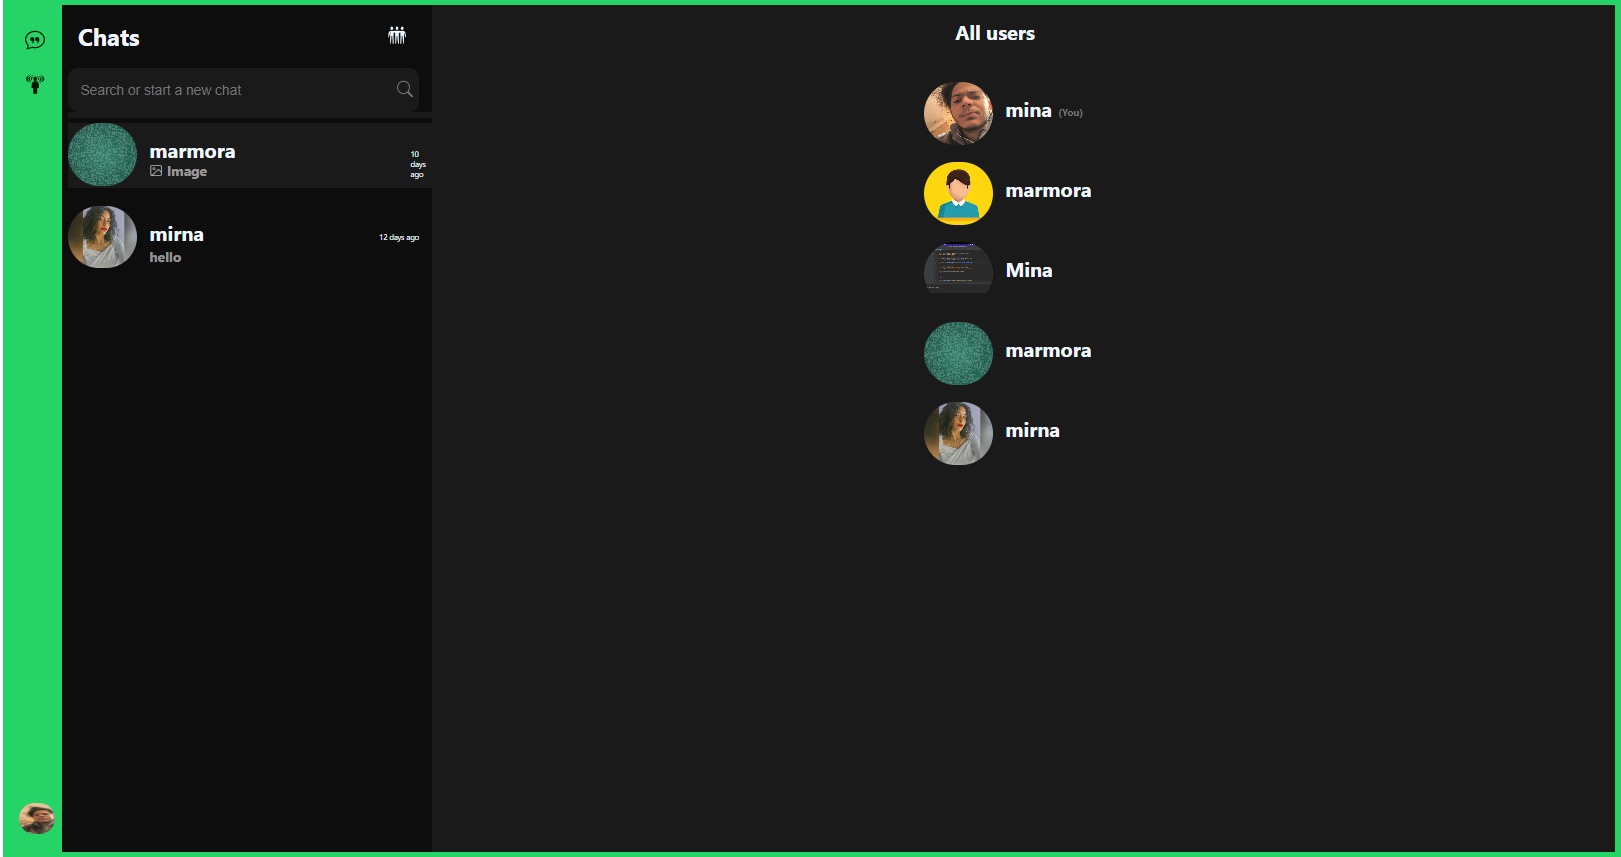 Chats
Search or start a new chat
marmora
Image
10
days
ago
mirna
12 days ago
hello
All users
mina (You)
marmora
Mina
marmora
mirna